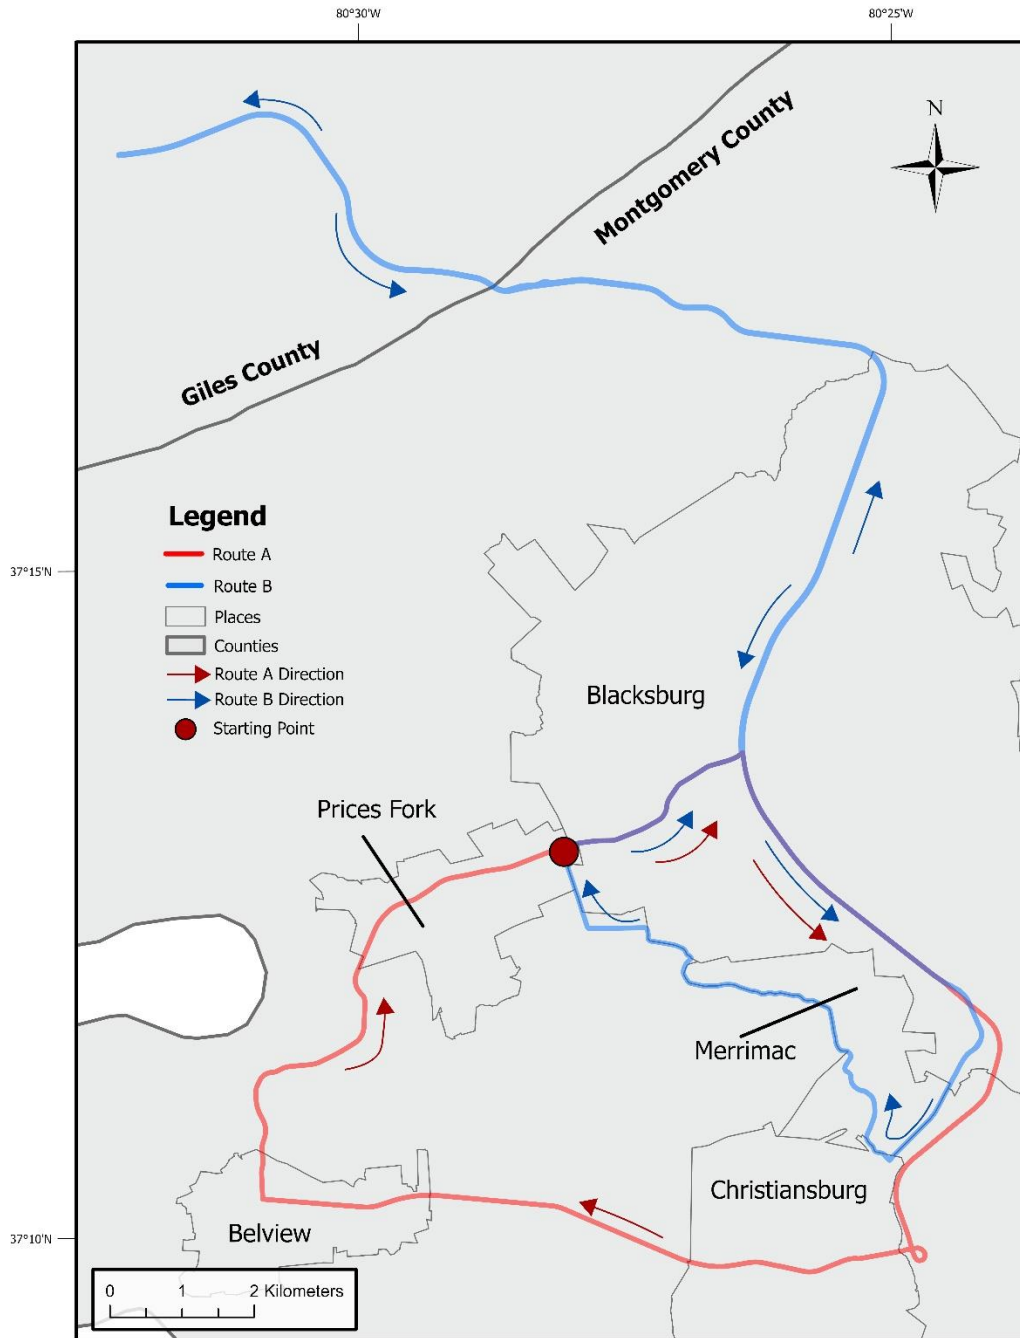 80°30'W
80°25'W
N
Montgomery County
Giles County
Legend
Route A
Route B
Places
Counties
Route A Direction
Route B Direction
Starting Point
37°15'N
Blacksburg
Prices Fork
Merrimac
Christiansburg
Belview
37°10'N
0 1 2 Kilometers